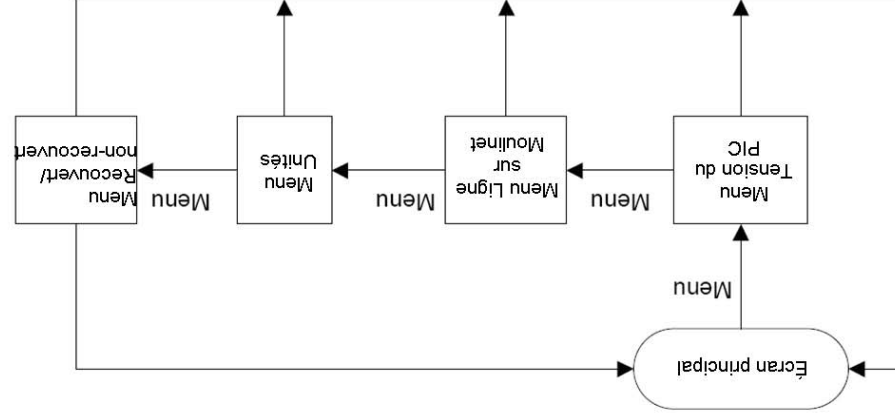 Écran principal
Menu
Menu
Tension du
PIC
Menu
Menu Ligne
sur
Moulinet
Menu
Menu
Unités
Menu
Menu
Recouvert/
non-recouvert